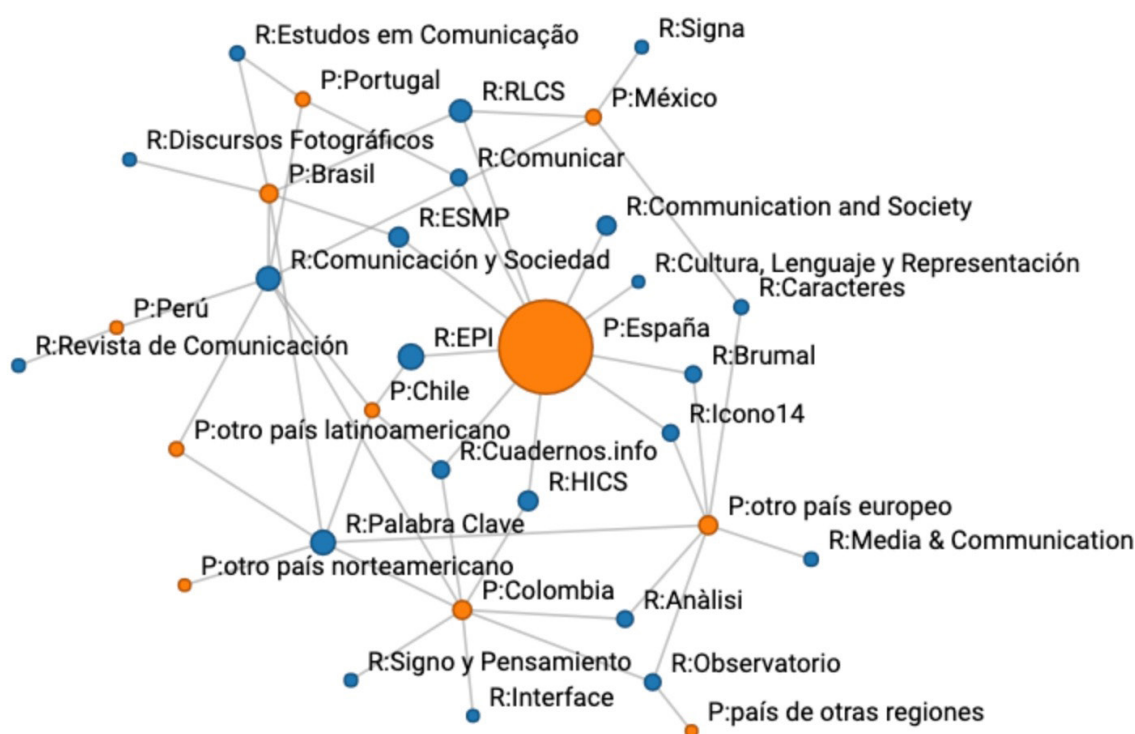 R:Signa
R:Estudos em Comunicação
P:Portugal
R:RLCS
P:México
R:Discursos Fotográficos
R:Comunicar
P:Brasil
R:Communication and Society
R:ESMP
R:Comunicación y Sociedad
R:Cultura, Lenguaje y Representación
R:Caracteres
P:Perú
P:España
R:EPI
R:Revista de Comunicación
R:Brumal
P:Chile
R:Icono14
P:otro país latinoamericano
R:Cuadernos.info
R:HICS
P:otro país europeo
R:Palabra Clave
R:Media & Communication
P:otro país norteamericano
P:Colombia
R:Anàlisi
R:Signo y Pensamiento
R:Observatorio
R:Interface
P:país de otras regiones